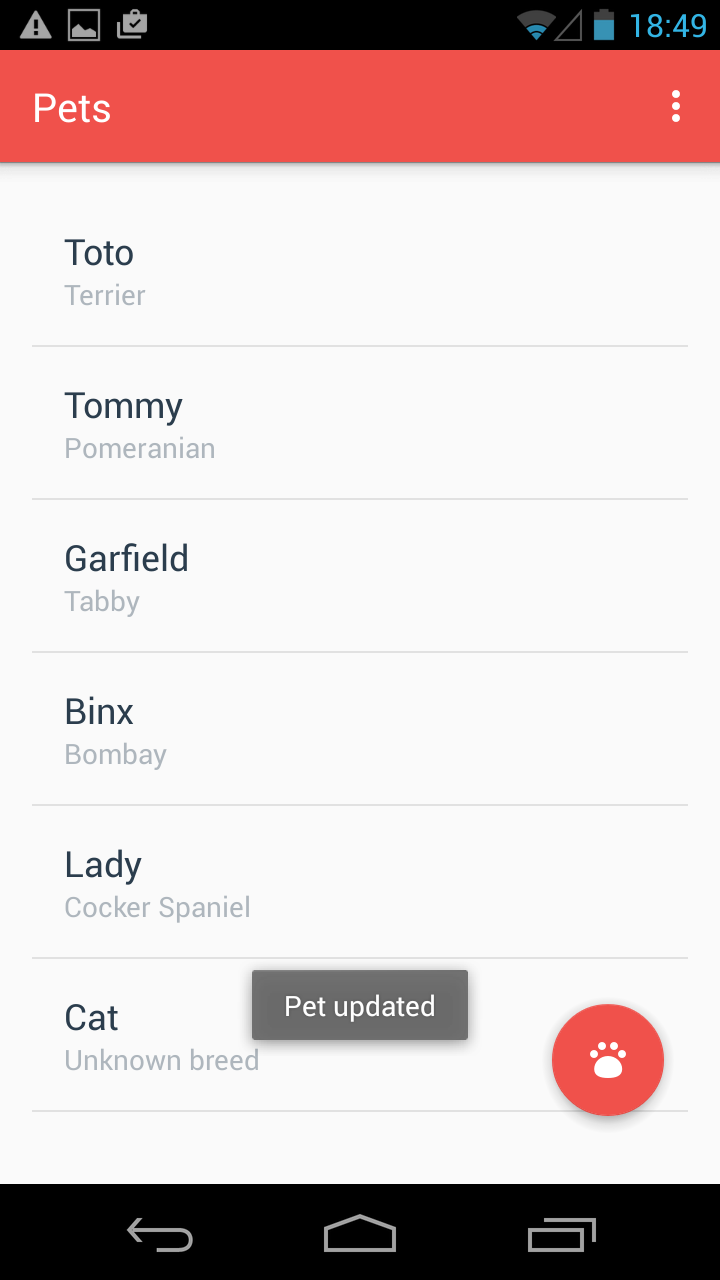 18:49
Pets
Toto
Terrier
Tommy
Pomeranian
Garfield
Tabby
Binx
Bombay
Lady
Cocker Spaniel
Cat
Pet updated
Unknown breed